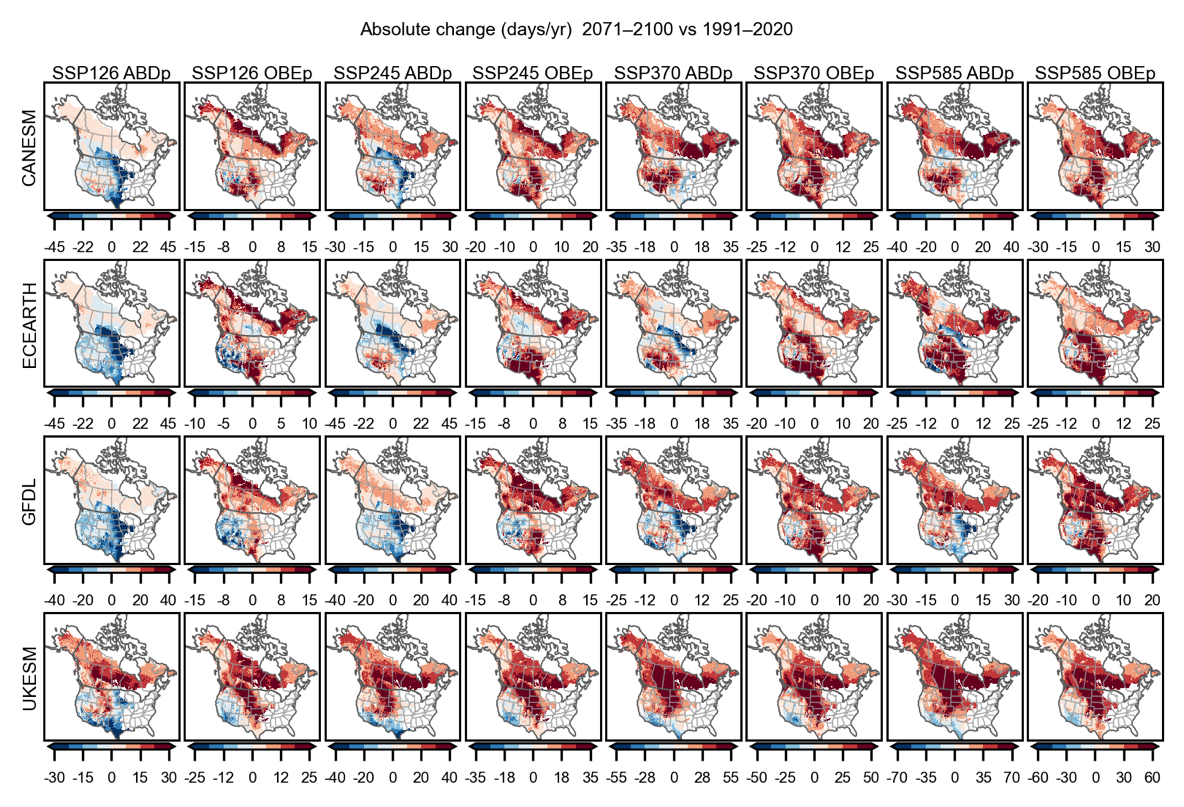 Absolute change (days/yr)  2071–2100 vs 1991–2020
SSP126 ABDp SSP126 OBEp SSP245 ABDp SSP245 OBEp SSP370 ABDp SSP370 OBEp SSP585 ABDp SSP585 OBEp
CANESM
-45 -22 0 22 45 -15 -8 0 8 15 -30 -15 0 15 30 -20 -10 0 10 20 -35 -18 0 18 35 -25 -12 0 12 25 -40 -20 0 20 40 -30 -15 0 15 30
ECEARTH
-45 -22 0 22 45 -10 -5 0 5 10 -40 -20 0 20 40 -15 -8 0 8 15 -35 -18 0 18 35 -20 -10 0 10 20 -25 -12 0 12 25 -25 -12 0 12 25
GFDL
-40 -20 0 20 40 -15 -8 0 8 15 -40 -20 0 20 40 -15 -8 0 8 15 -25 -12 0 12 25 -20 -10 0 10 20 -30 -15 0 15 30 -20 -10 0 10 20
UKESM
-30 -15 0 15 30 -25 -12 0 12 25 -40 -20 0 20 40 -35 -18 0 18 35 -55 -28 0 28 55 -50 -25 0 25 50 -70 -35 0 35 70 -60 -30 0 30 60